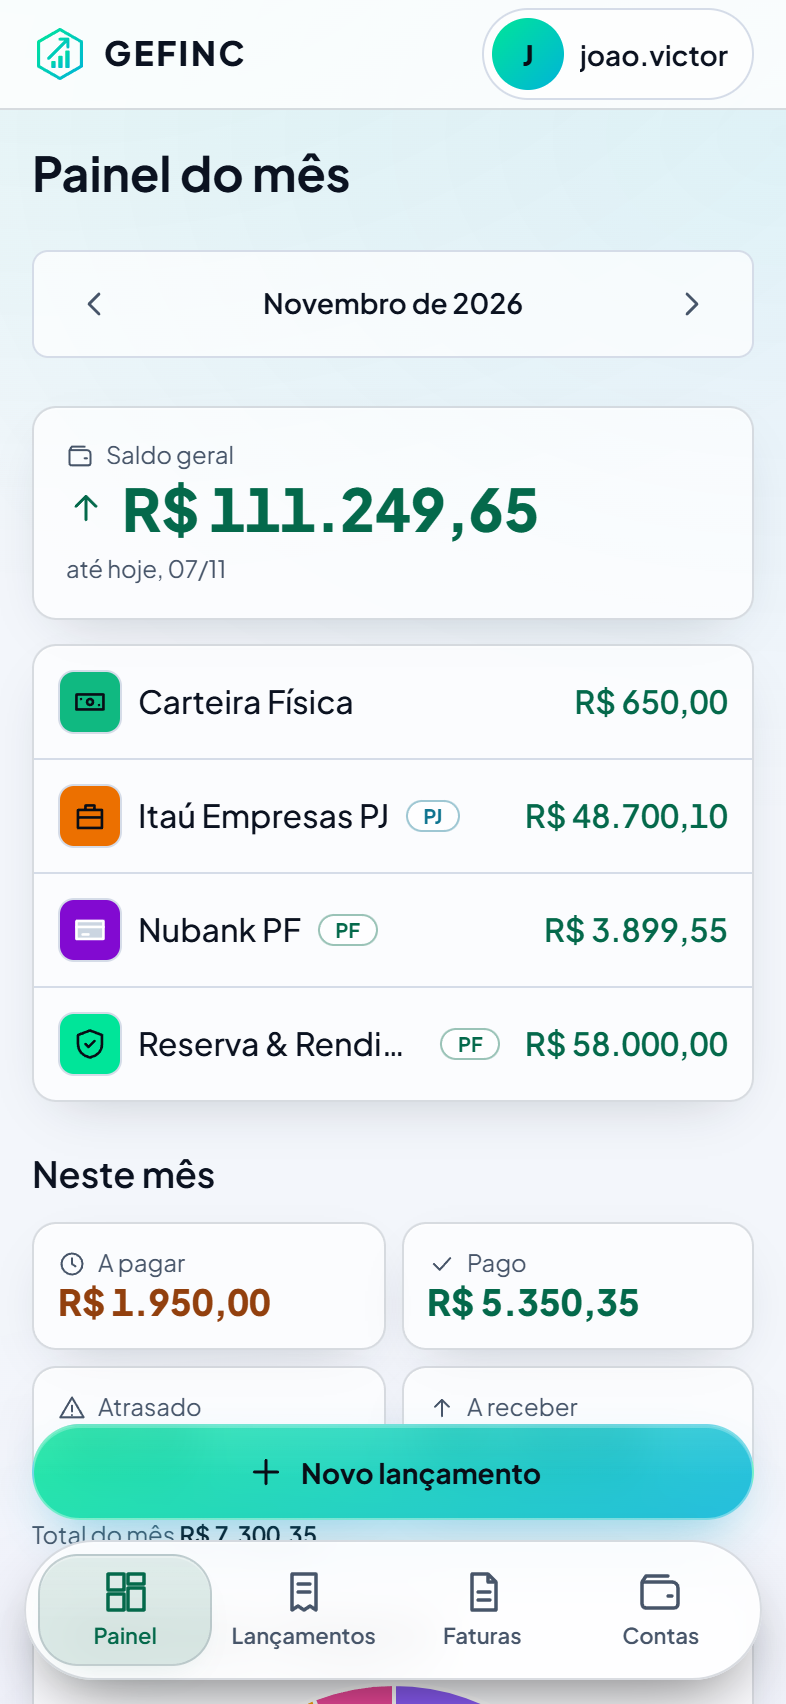 GEFINC
J
joao.victor
Painel do mês
Novembro de 2026
Saldo geral
R$ 111.249,65
até hoje, 07/11
Carteira Física
R$ 650,00
Itaú Empresas PJ
PJ
R$ 48.700,10
Nubank PF
PF
R$ 3.899,55
Reserva & Rendi...
PF
R$ 58.000,00
Neste mês
A pagar
R$ 1.950,00
Pago
R$ 5.350,35
Atrasado
A receber
Novo lançamento
Total do mês R$ 7.300,35
Painel
Lançamentos
Faturas
Contas